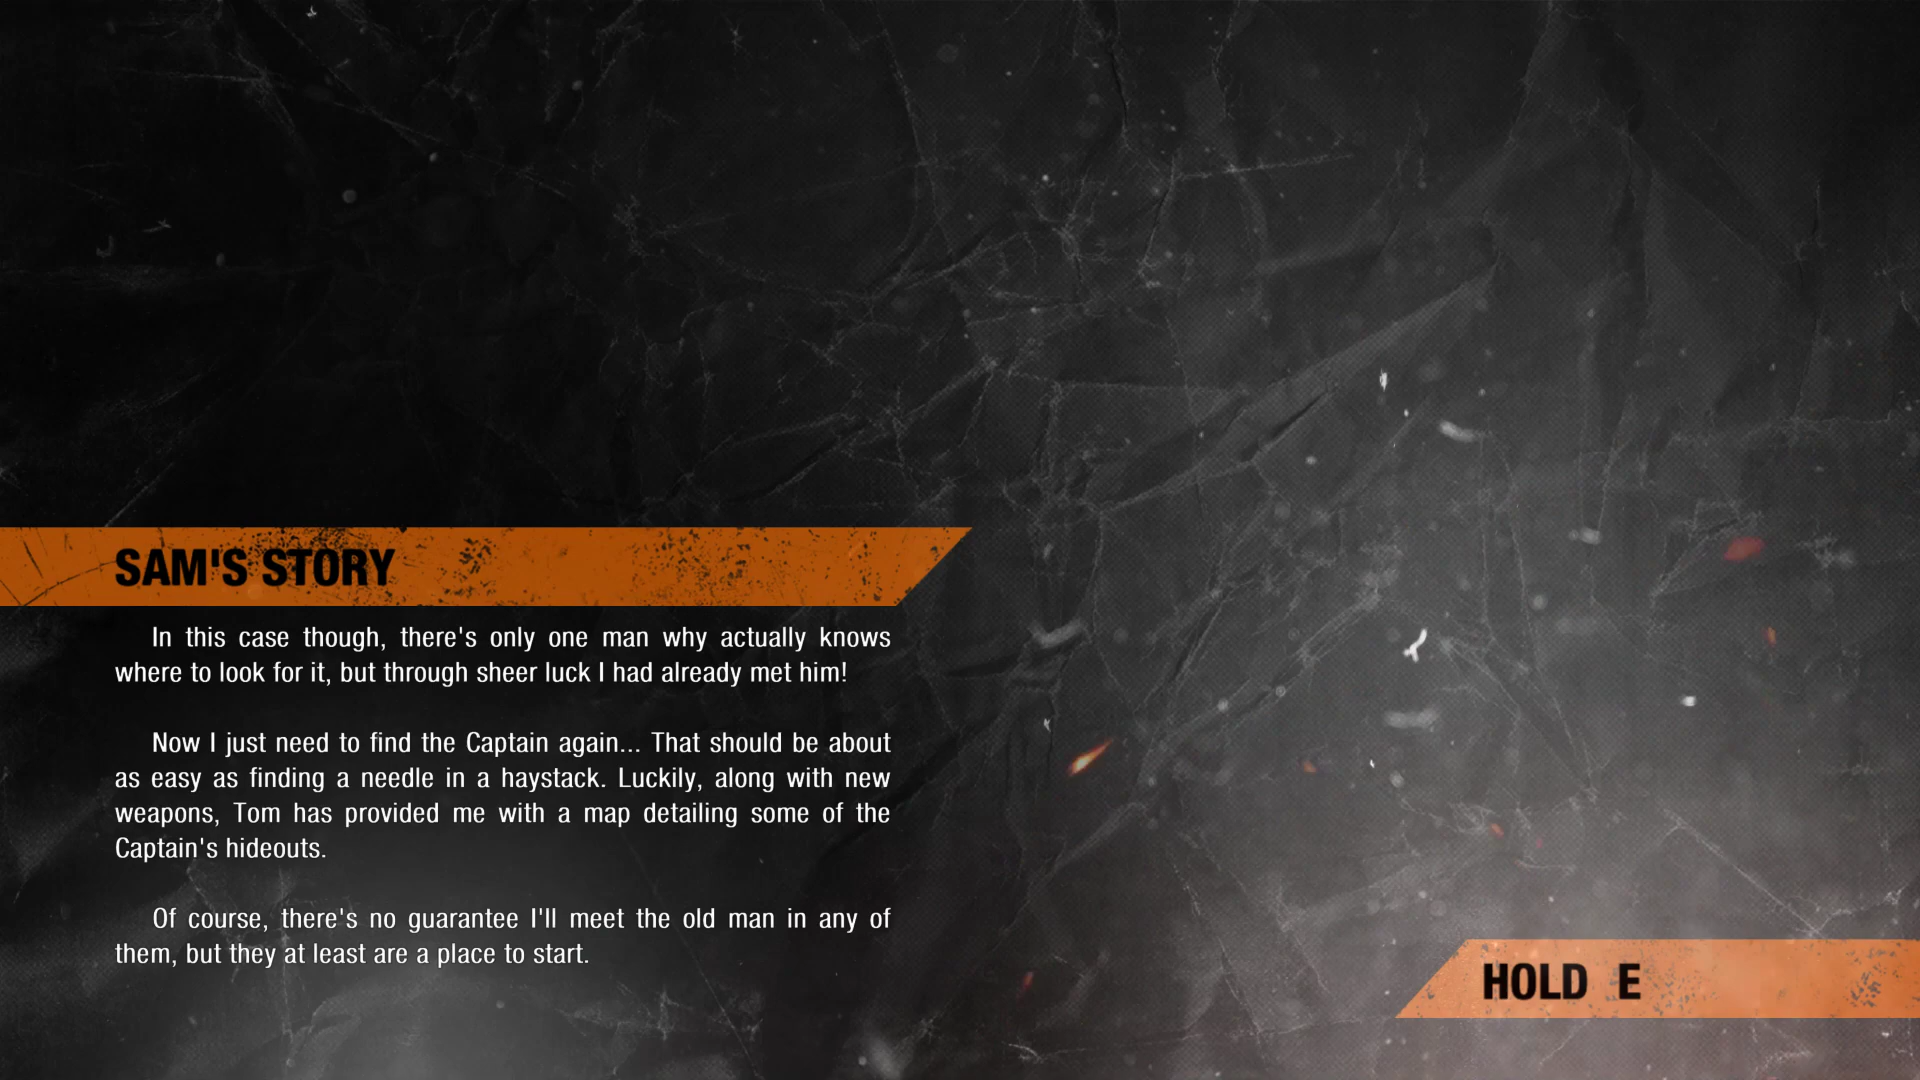 SAM'S STORY
In this case though, there's only one man why actually knows
where to look for it, but through sheer luck I had already met him!
Now I just need to find the Captain again... That should be about
as easy as finding a needle in a haystack. Luckily, along with new
weapons, Tom has provided me with a map detailing some of the
Captain's hideouts.
Of course, there's no guarantee I'll meet the old man in any of
them, but they at least are a place to start.
HOLD E